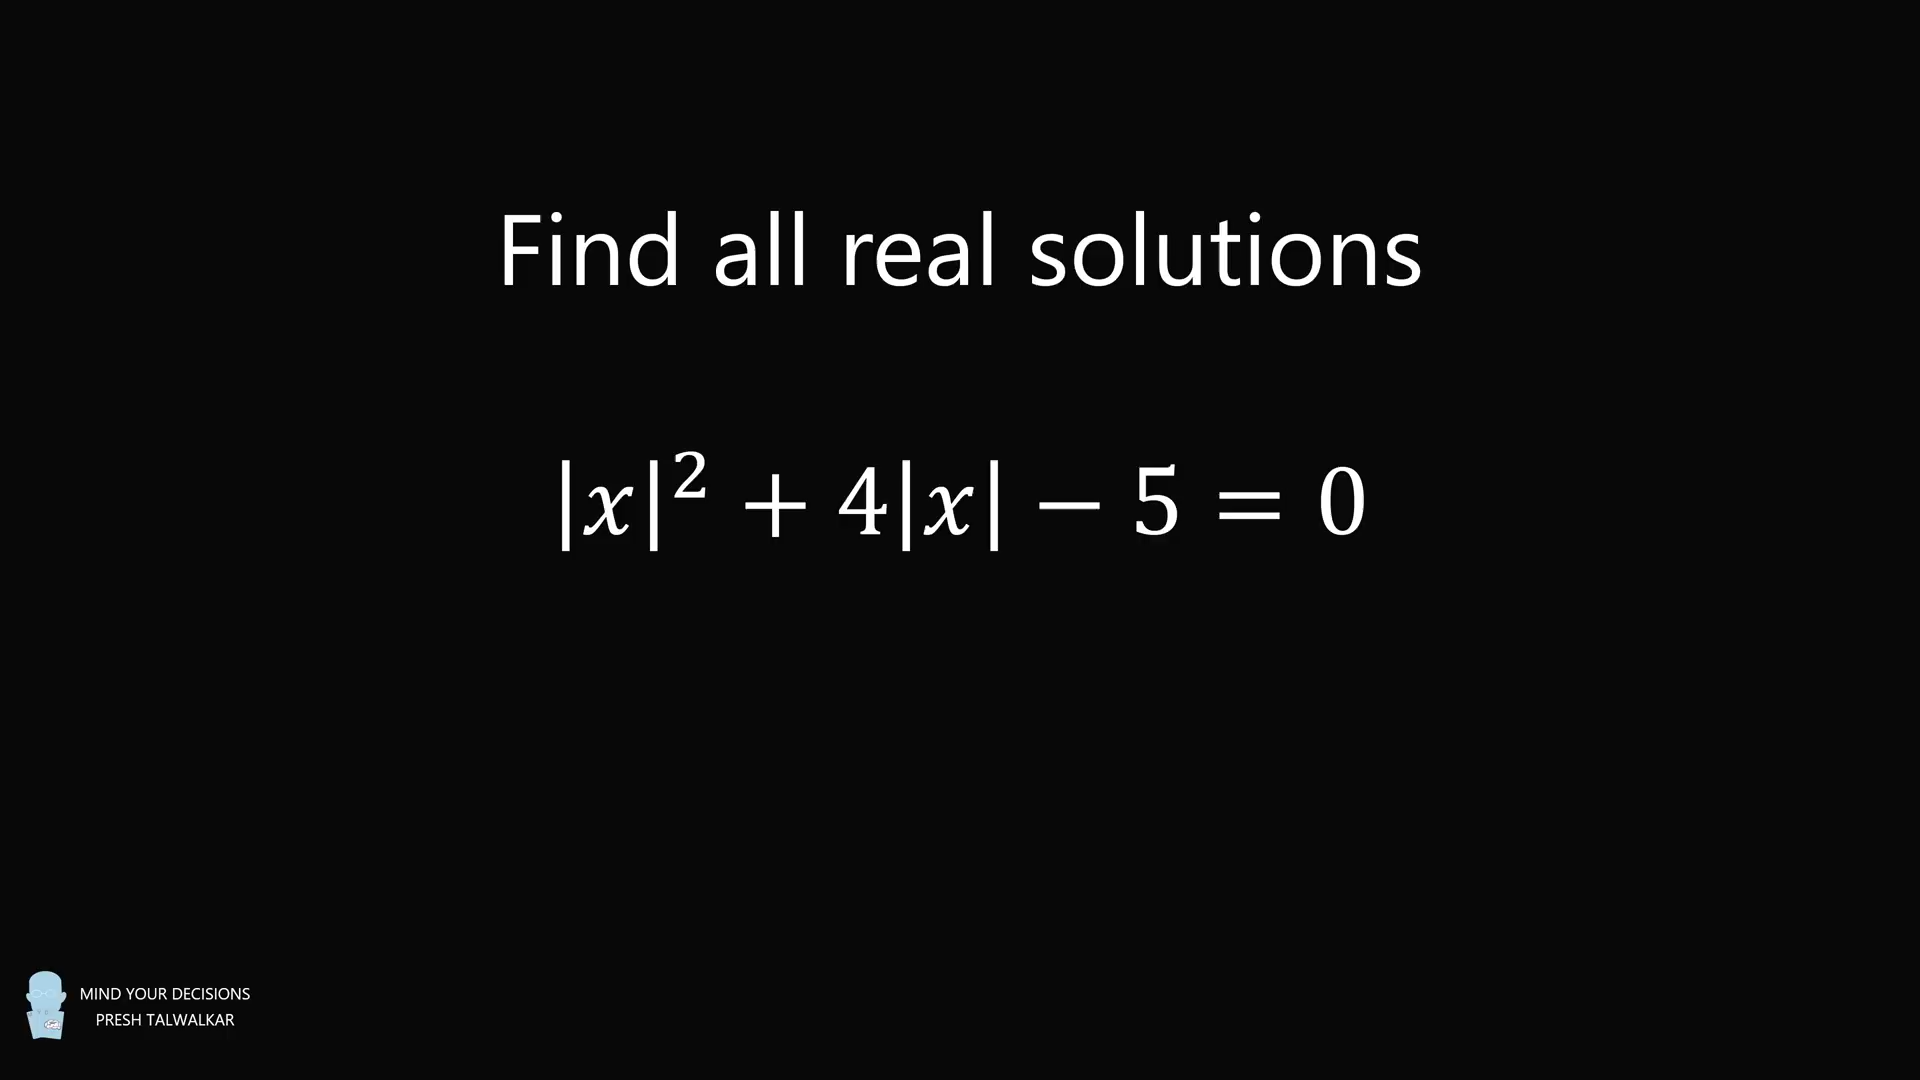 Find all real solutions
|x|² + 4|x| − 5 = 0
MIND YOUR DECISIONS
PRESH TALWALKAR